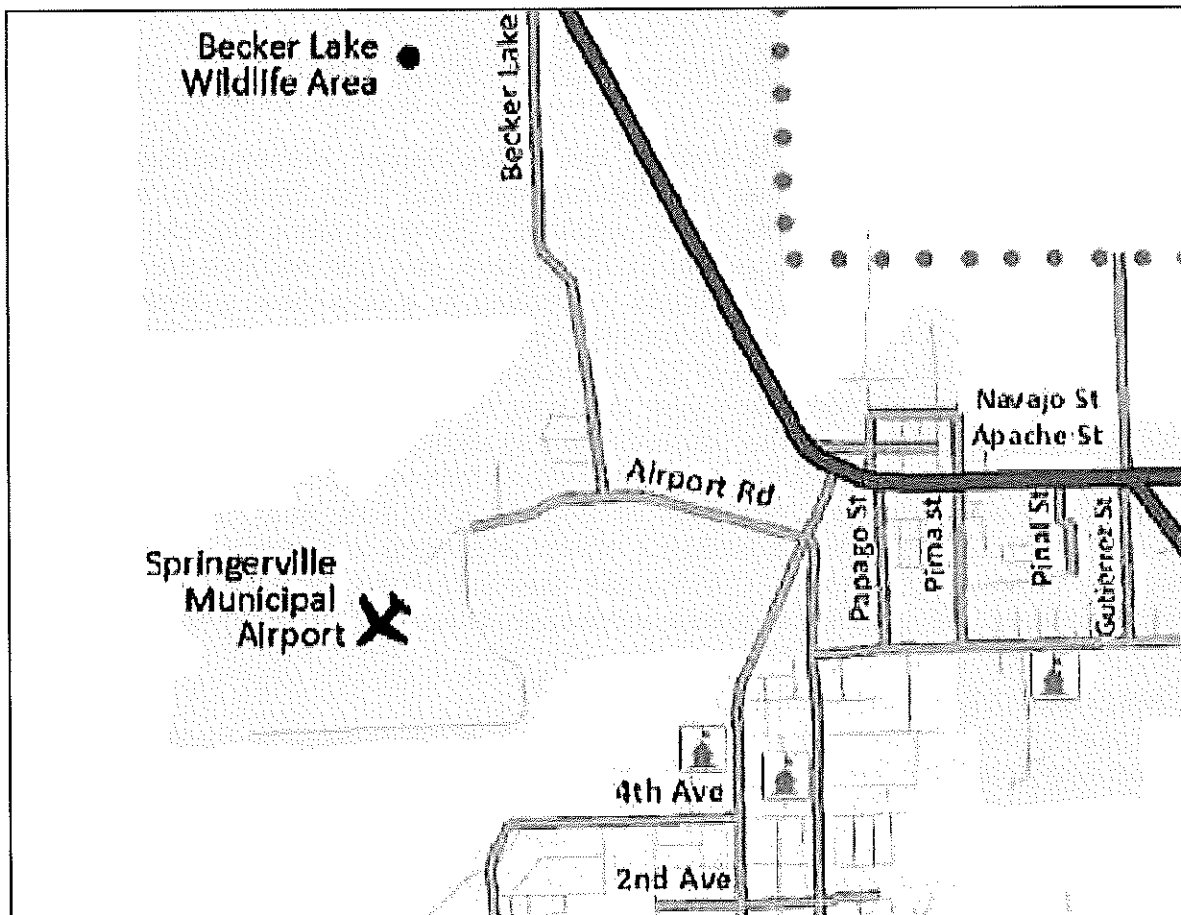 Becker Lake
Wildlife Area
Becker Lake
Navajo St
Apache St
Airport Rd
Papago St
Pima st
Pinal St
Gutierrez St
Springerville
Municipal
Airport
4th Ave
2nd Ave